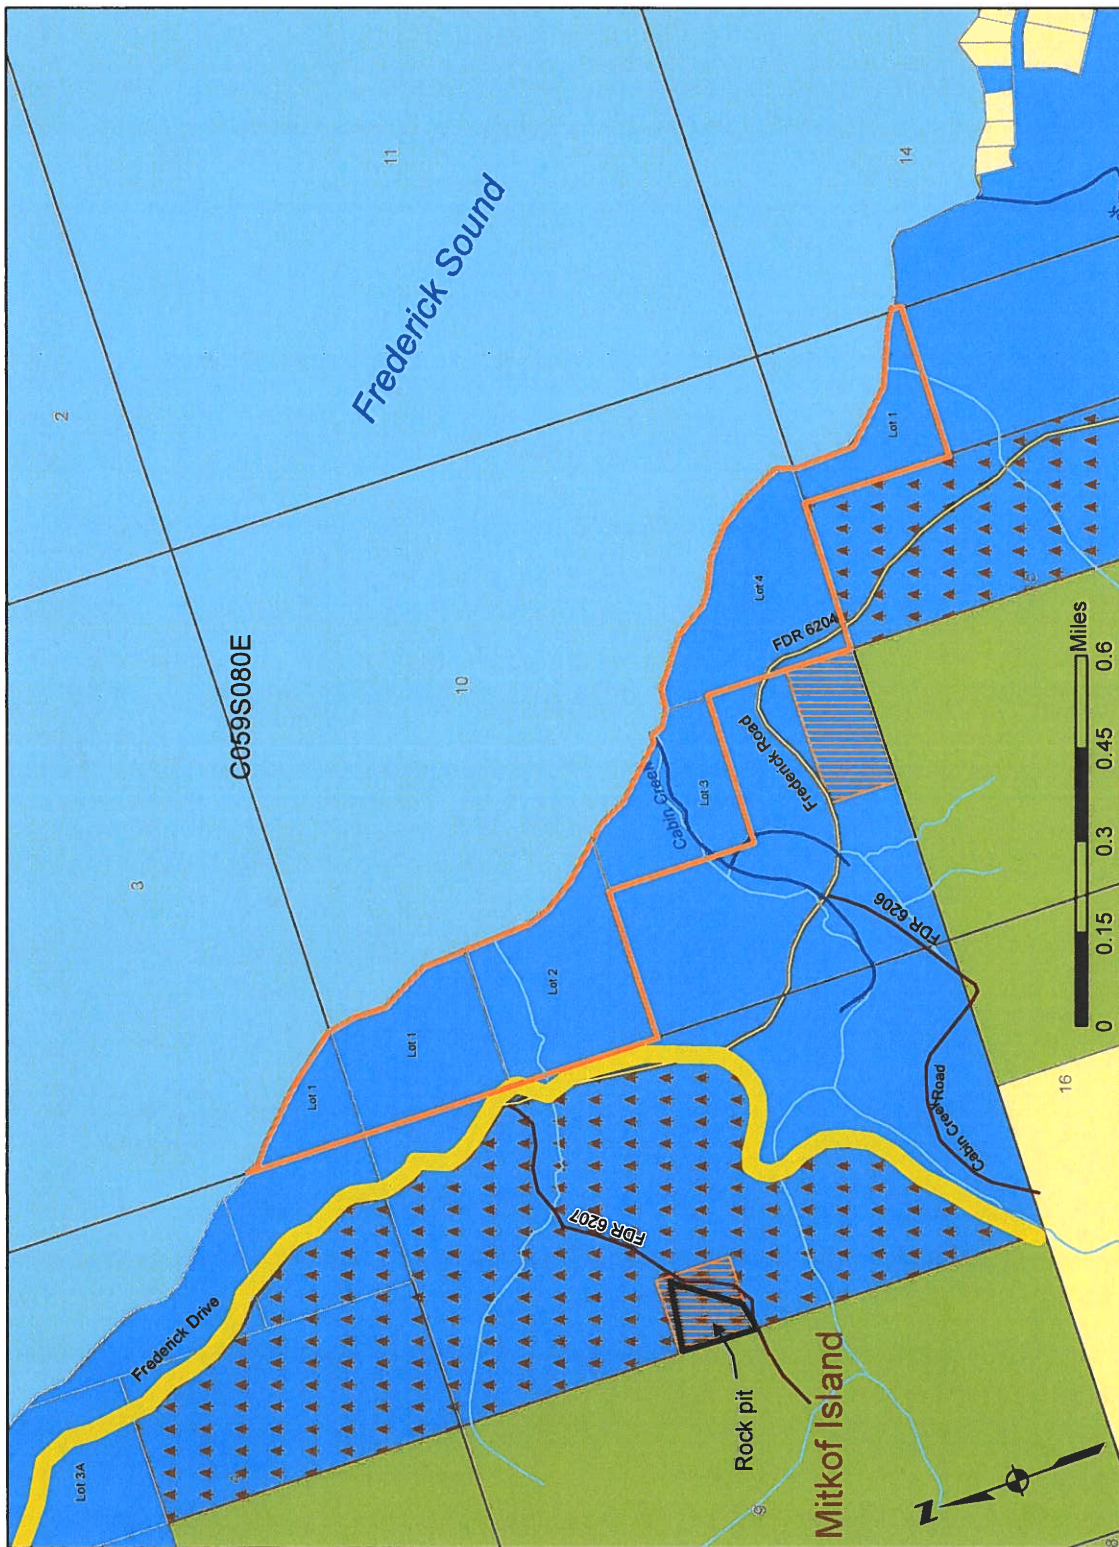 2
11
14
Frederick Sound
C059S080E
3
10
Lot 1
Lot 4
FDR 6204
Lot 3
Cabin Creek
Frederick Road
Lot 2
Lot 1
Lot 1
FDR 6206
Cabin Creek Road
16
Frederick Drive
FDR 6207
Lot 3A
Rock pit
Mitkof Island
9
N
0 0.15 0.3 0.45 0.6
Miles